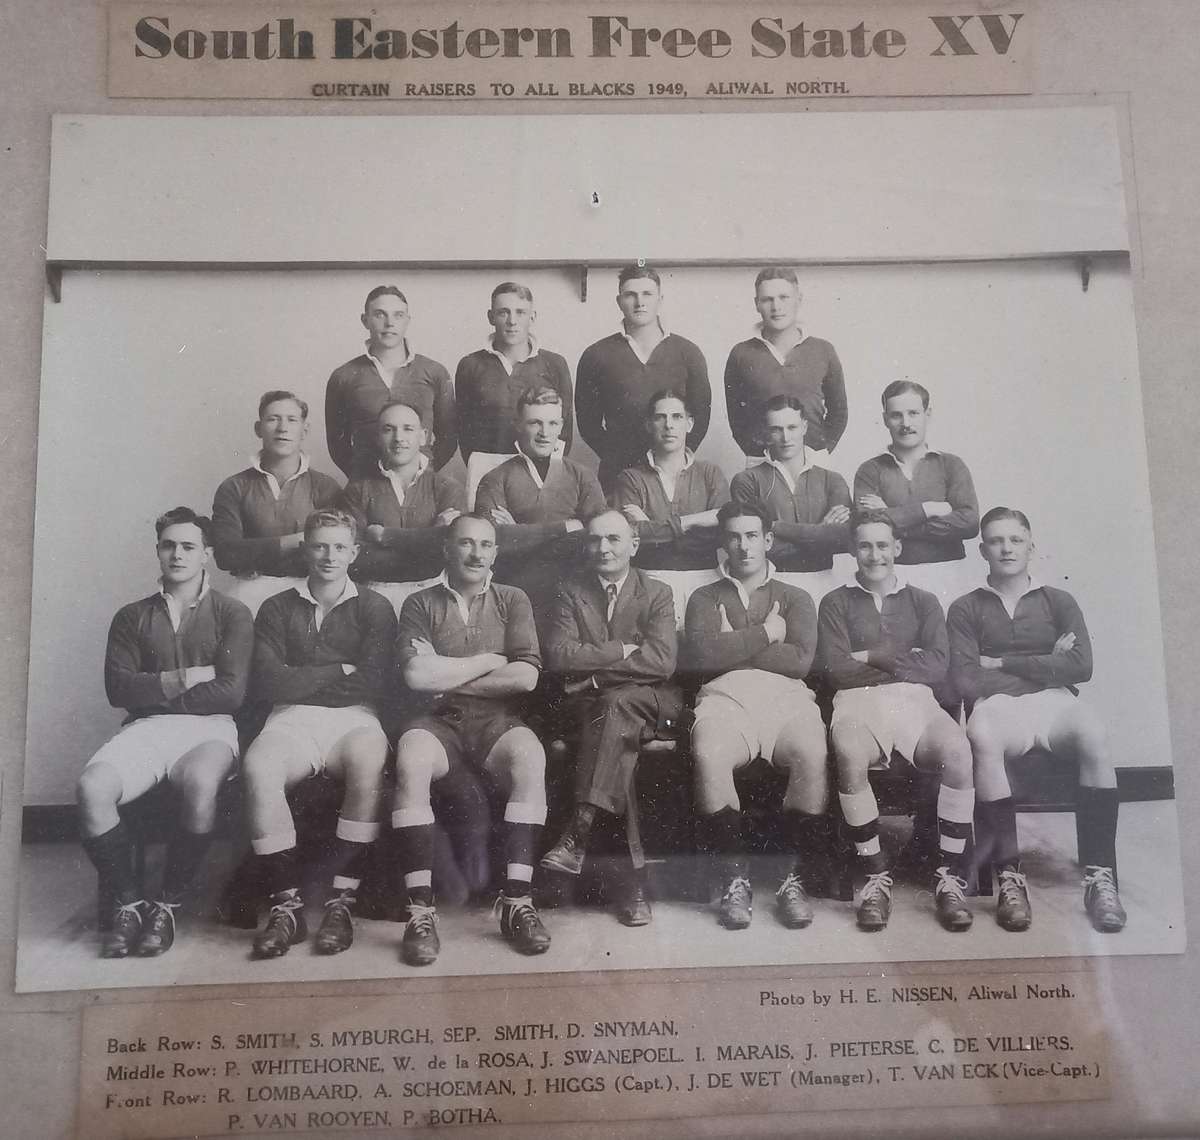 South Eastern Free State XV
CURTAIN RAISERS TO ALL BLACKS 1949, ALIWAL NORTH.
Photo by H. E. NISSEN, Aliwal North.
Back Row: S. SMITH, S. MYBURGH, SEP. SMITH, D. SNYMAN,
Middle Row: P. WHITEHORNE, W. de la ROSA, J. SWANEPOEL. I. MARAIS, J. PIETERSE, C. DE VILLIERS.
Front Row: R. LOMBAARD, A. SCHOEMAN, J. HIGGS (Capt.), J. DE WET (Manager), T. VAN ECK (Vice-Capt.)
P. VAN ROOYEN, P. BOTHA.